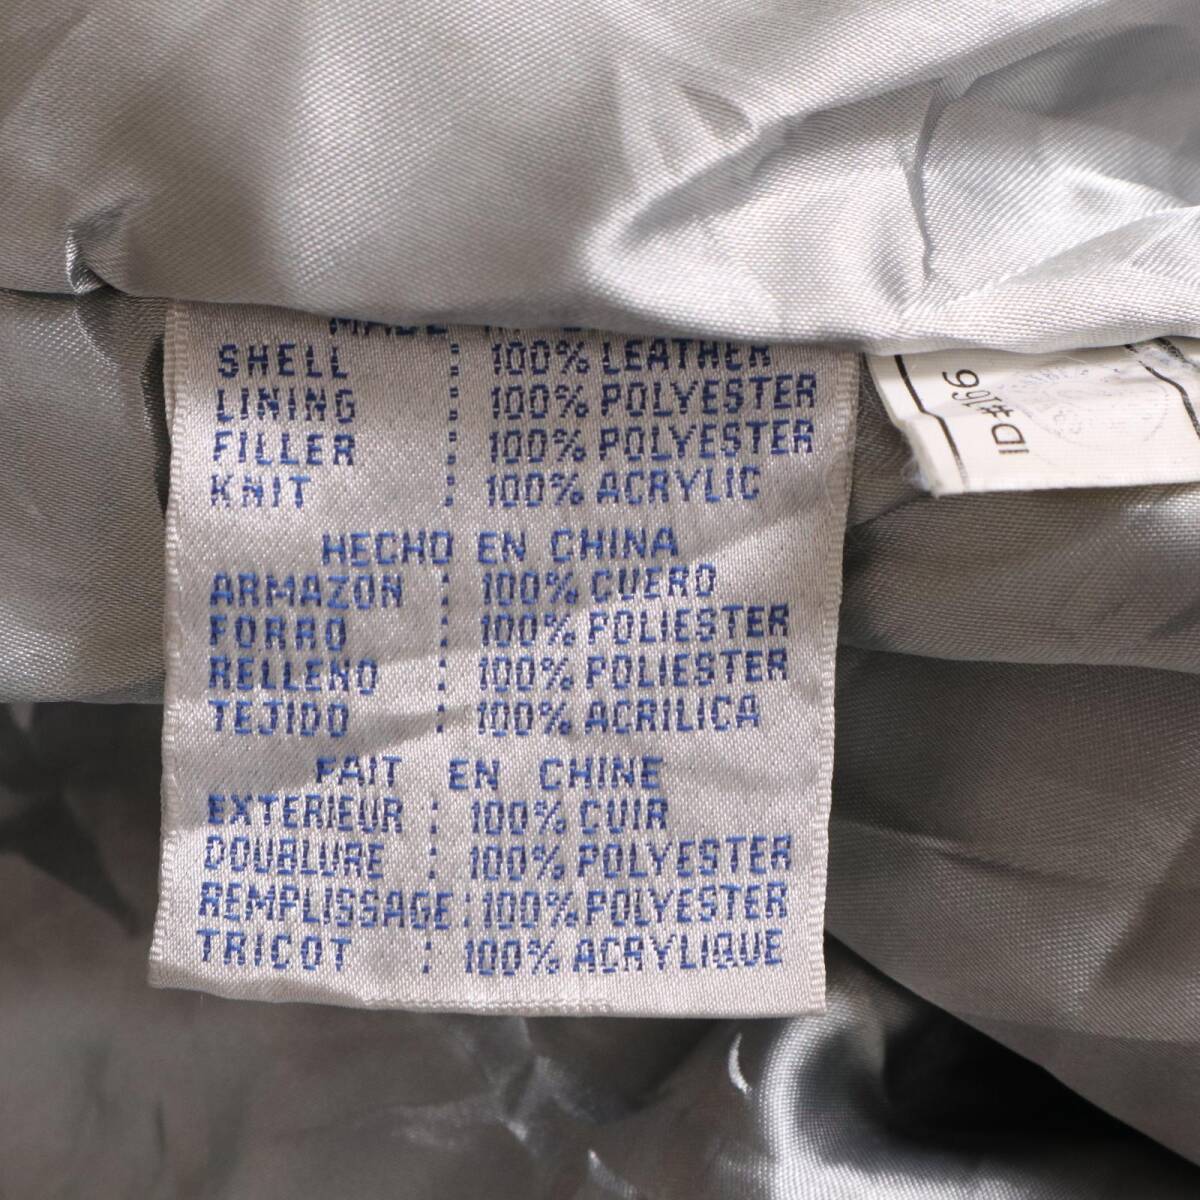 MADE IN
SHELL : 100% LEATHER
LINING : 100% POLYESTER
FILLER : 100% POLYESTER
KNIT : 100% ACRYLIC
HECHO EN CHINA
ARMAZON : 100% CUERO
FORRO : 100% POLIESTER
RELLENO : 100% POLIESTER
TEJIDO : 100% ACRILICA
FAIT EN CHINE
EXTERIEUR : 100% CUIR
DOUBLURE : 100% POLYESTER
REMPLISSAGE : 100% POLYESTER
TRICOT : 100% ACRYLIQUE
ID #166